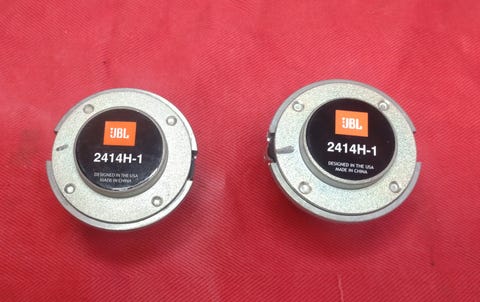 JBL
2414H-1
DESIGNED IN THE USA
MADE IN CHINA
JBL
2414H-1
DESIGNED IN THE USA
MADE IN CHINA